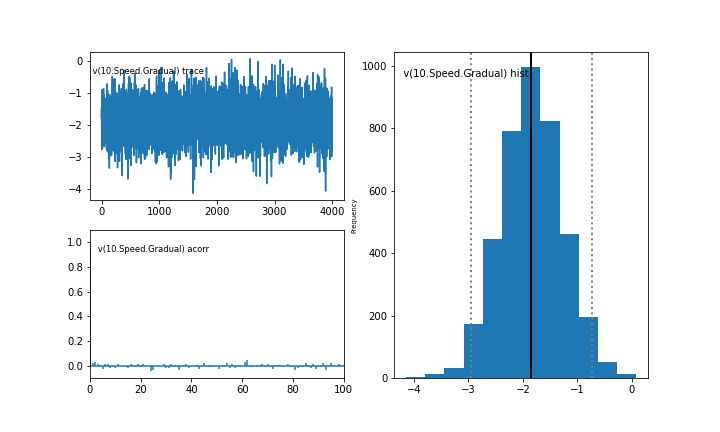 v(10.Speed.Gradual) trace
0
−1
−2
−3
−4
0 1000 2000 3000 4000
v(10.Speed.Gradual) acorr
1.0
0.8
0.6
0.4
0.2
0.0
0 20 40 60 80 100
v(10.Speed.Gradual) hist
Frequency
1000
800
600
400
200
0
−4 −3 −2 −1 0